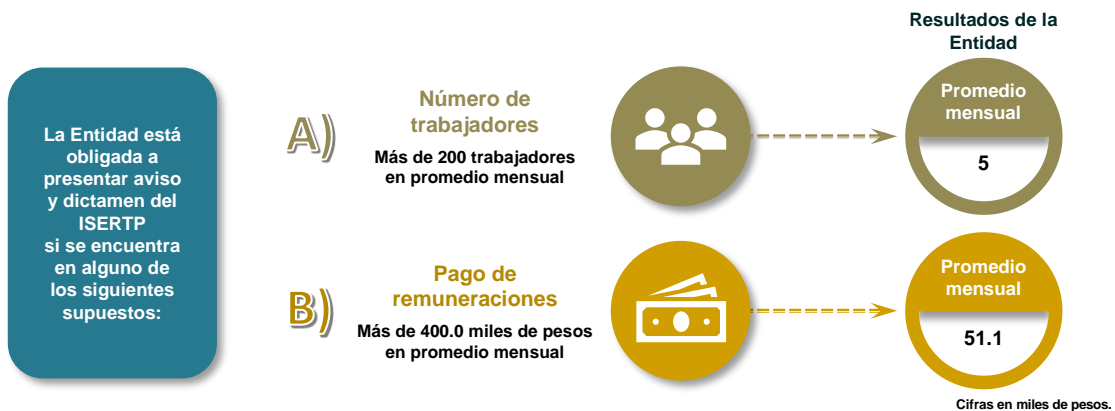 La Entidad está
obligada a
presentar aviso
y dictamen del
ISERTP
si se encuentra
en alguno de
los siguientes
supuestos:
A)
Número de
trabajadores
Más de 200 trabajadores
en promedio mensual
Resultados de la
Entidad
Promedio
mensual
5
B)
Pago de
remuneraciones
Más de 400.0 miles de pesos
en promedio mensual
Promedio
mensual
51.1
Cifras en miles de pesos.